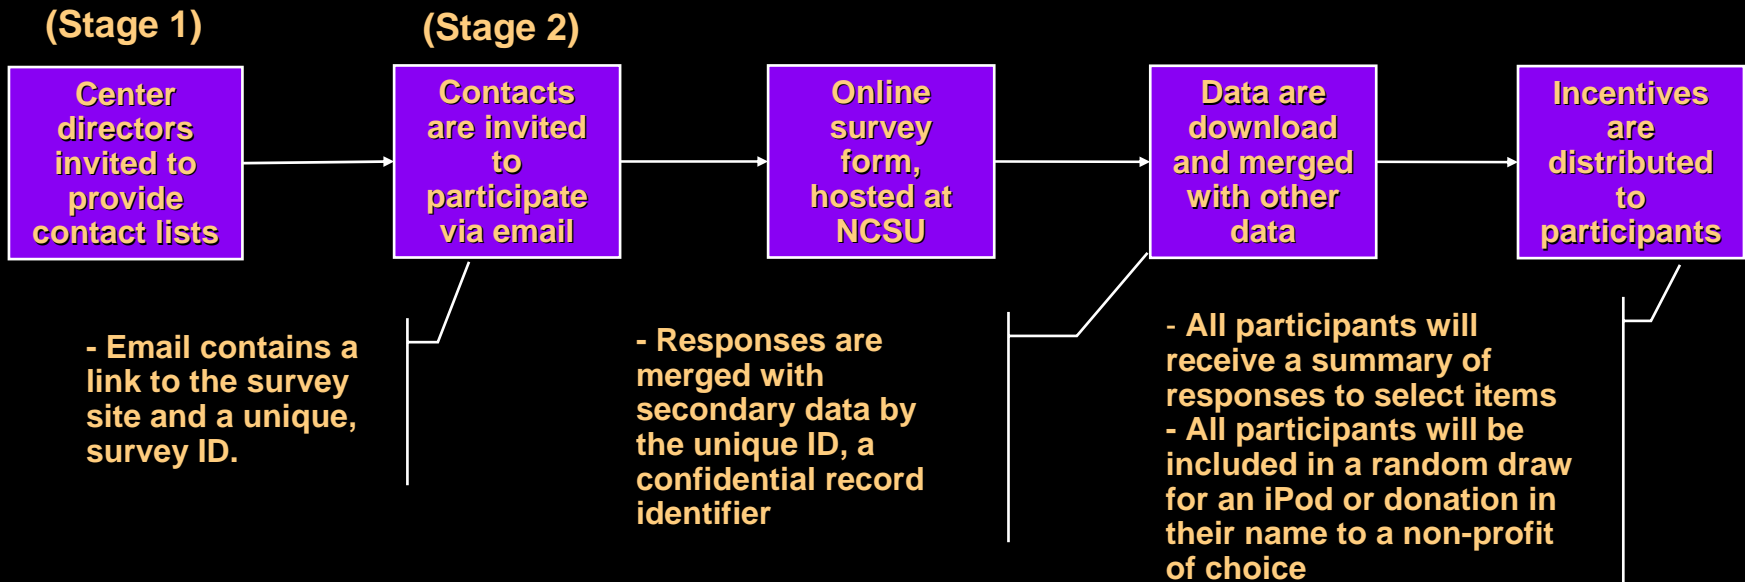 (Stage 1)
(Stage 2)
Center
directors
invited to
provide
contact lists
Contacts
are invited
to
participate
via email
Online
survey
form,
hosted at
NCSU
Data are
download
and merged
with other
data
Incentives
are
distributed
to
participants
- Email contains a
link to the survey
site and a unique,
survey ID.
- Responses are
merged with
secondary data by
the unique ID, a
confidential record
identifier
- All participants will
receive a summary of
responses to select items
- All participants will be
included in a random draw
for an iPod or donation in
their name to a non-profit
of choice